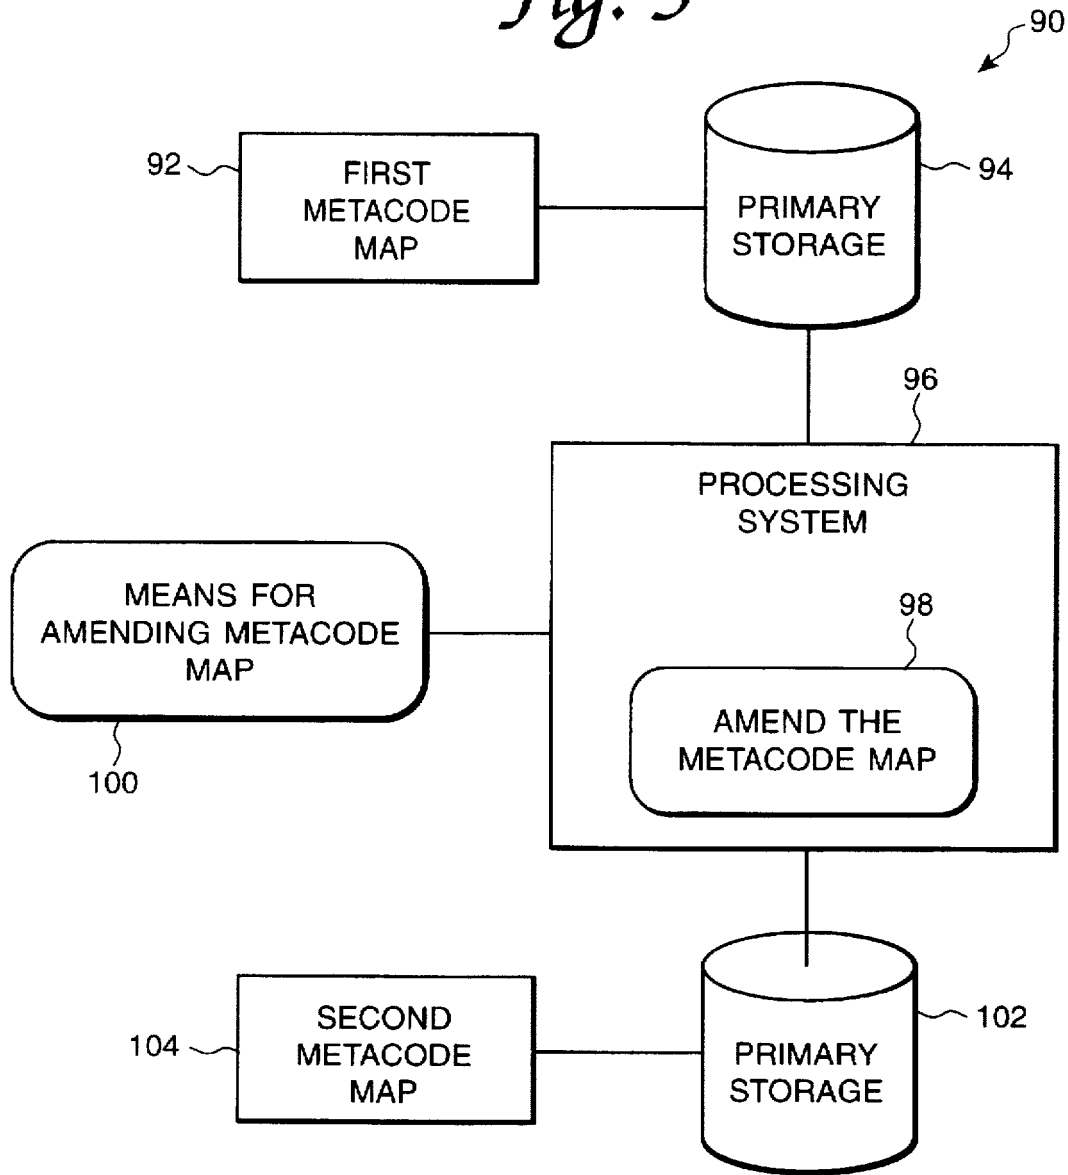 Fig. 5
90
92
FIRST
METACODE
MAP
94
PRIMARY
STORAGE
96
PROCESSING
SYSTEM
MEANS FOR
AMENDING METACODE
MAP
100
98
AMEND THE
METACODE MAP
104
SECOND
METACODE
MAP
102
PRIMARY
STORAGE